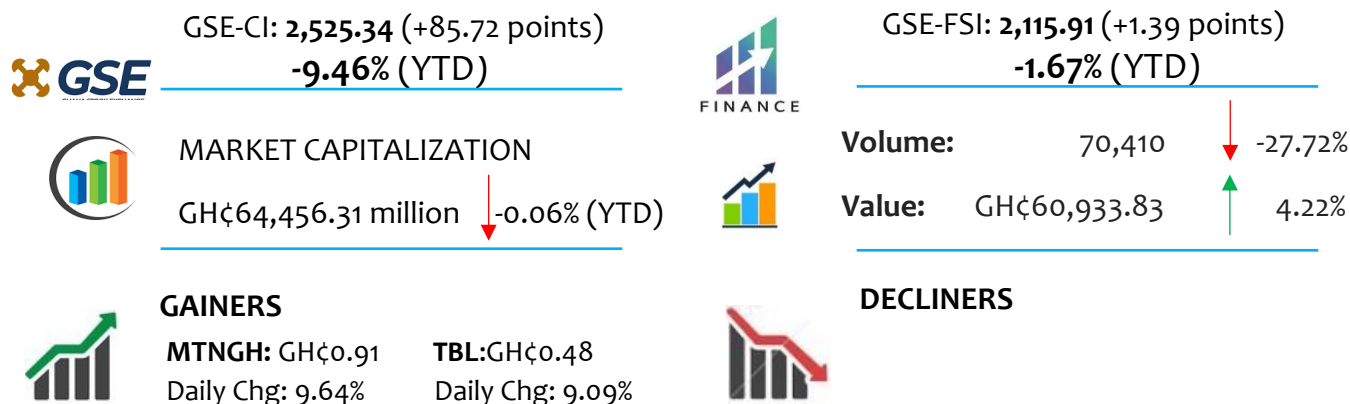 GSE-CI: 2,525.34 (+85.72 points)
-9.46% (YTD)
GSE
MARKET CAPITALIZATION
GH₵64,456.31 million -0.06% (YTD)
GAINERS
MTNGH: GH₵0.91 TBL:GH₵0.48
Daily Chg: 9.64% Daily Chg: 9.09%
GSE-FSI: 2,115.91 (+1.39 points)
-1.67% (YTD)
FINANCE
Volume: 70,410 -27.72%
Value: GH₵60,933.83 4.22%
DECLINERS